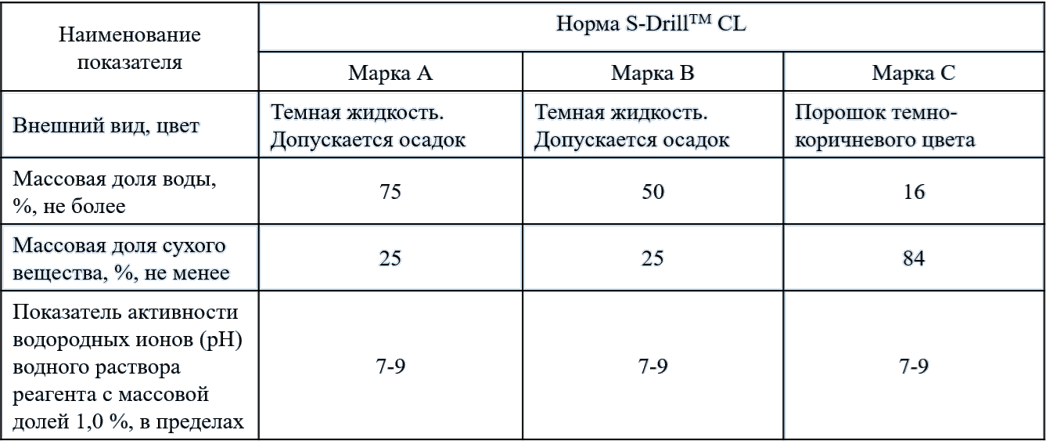 Наименование
показателя
Норма S-Drill™ CL
Марка А
Марка В
Марка С
Внешний вид, цвет
Темная жидкость.
Допускается осадок
Темная жидкость.
Допускается осадок
Порошок темно-
коричневого цвета
Массовая доля воды,
%, не более
75
50
16
Массовая доля сухого
вещества, %, не менее
25
25
84
Показатель активности
водородных ионов (рН)
водного раствора
реагента с массовой
долей 1,0 %, в пределах
7-9
7-9
7-9